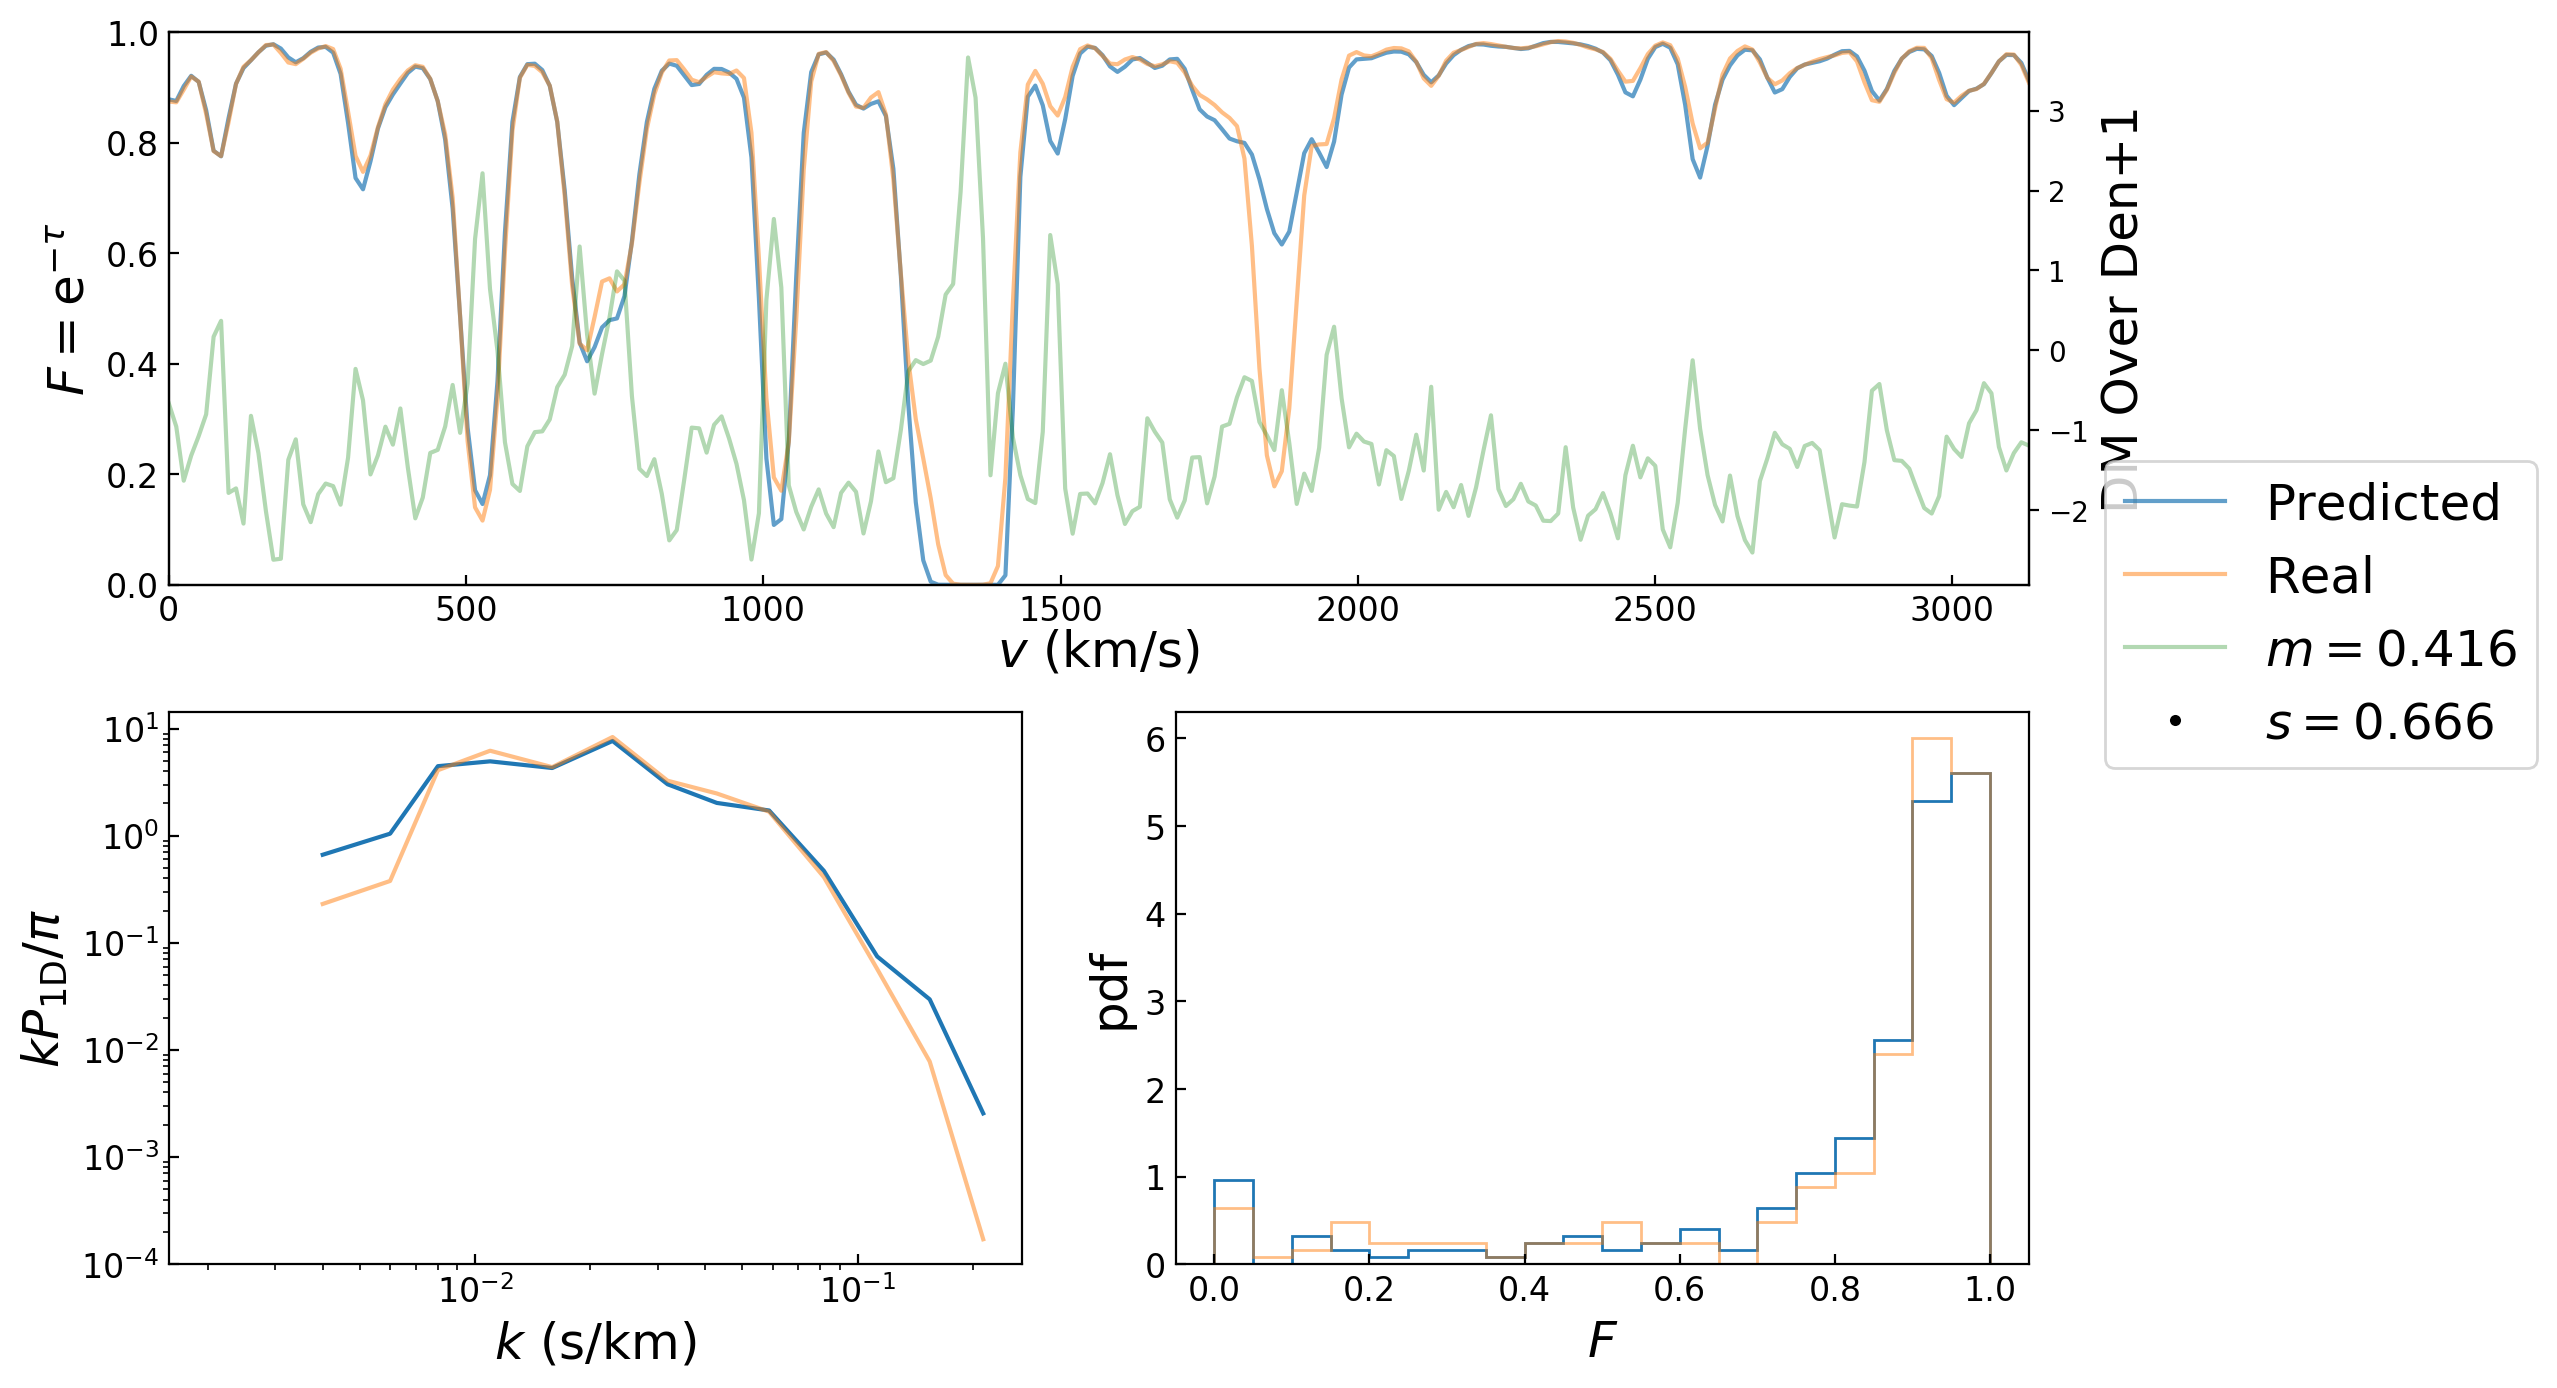 1.0
0.8
0.6
0.4
0.2
0.0
F = e^{−τ}
0 500 1000 1500 2000 2500 3000
v (km/s)
3
2
1
0
−1
−2
DM Over Den+1
Predicted
Real
m = 0.416
s = 0.666
10^1
10^0
10^{−1}
10^{−2}
10^{−3}
10^{−4}
kP_{1D}/π
10^{−2} 10^{−1}
k (s/km)
6
5
4
3
2
1
0
pdf
0.0 0.2 0.4 0.6 0.8 1.0
F